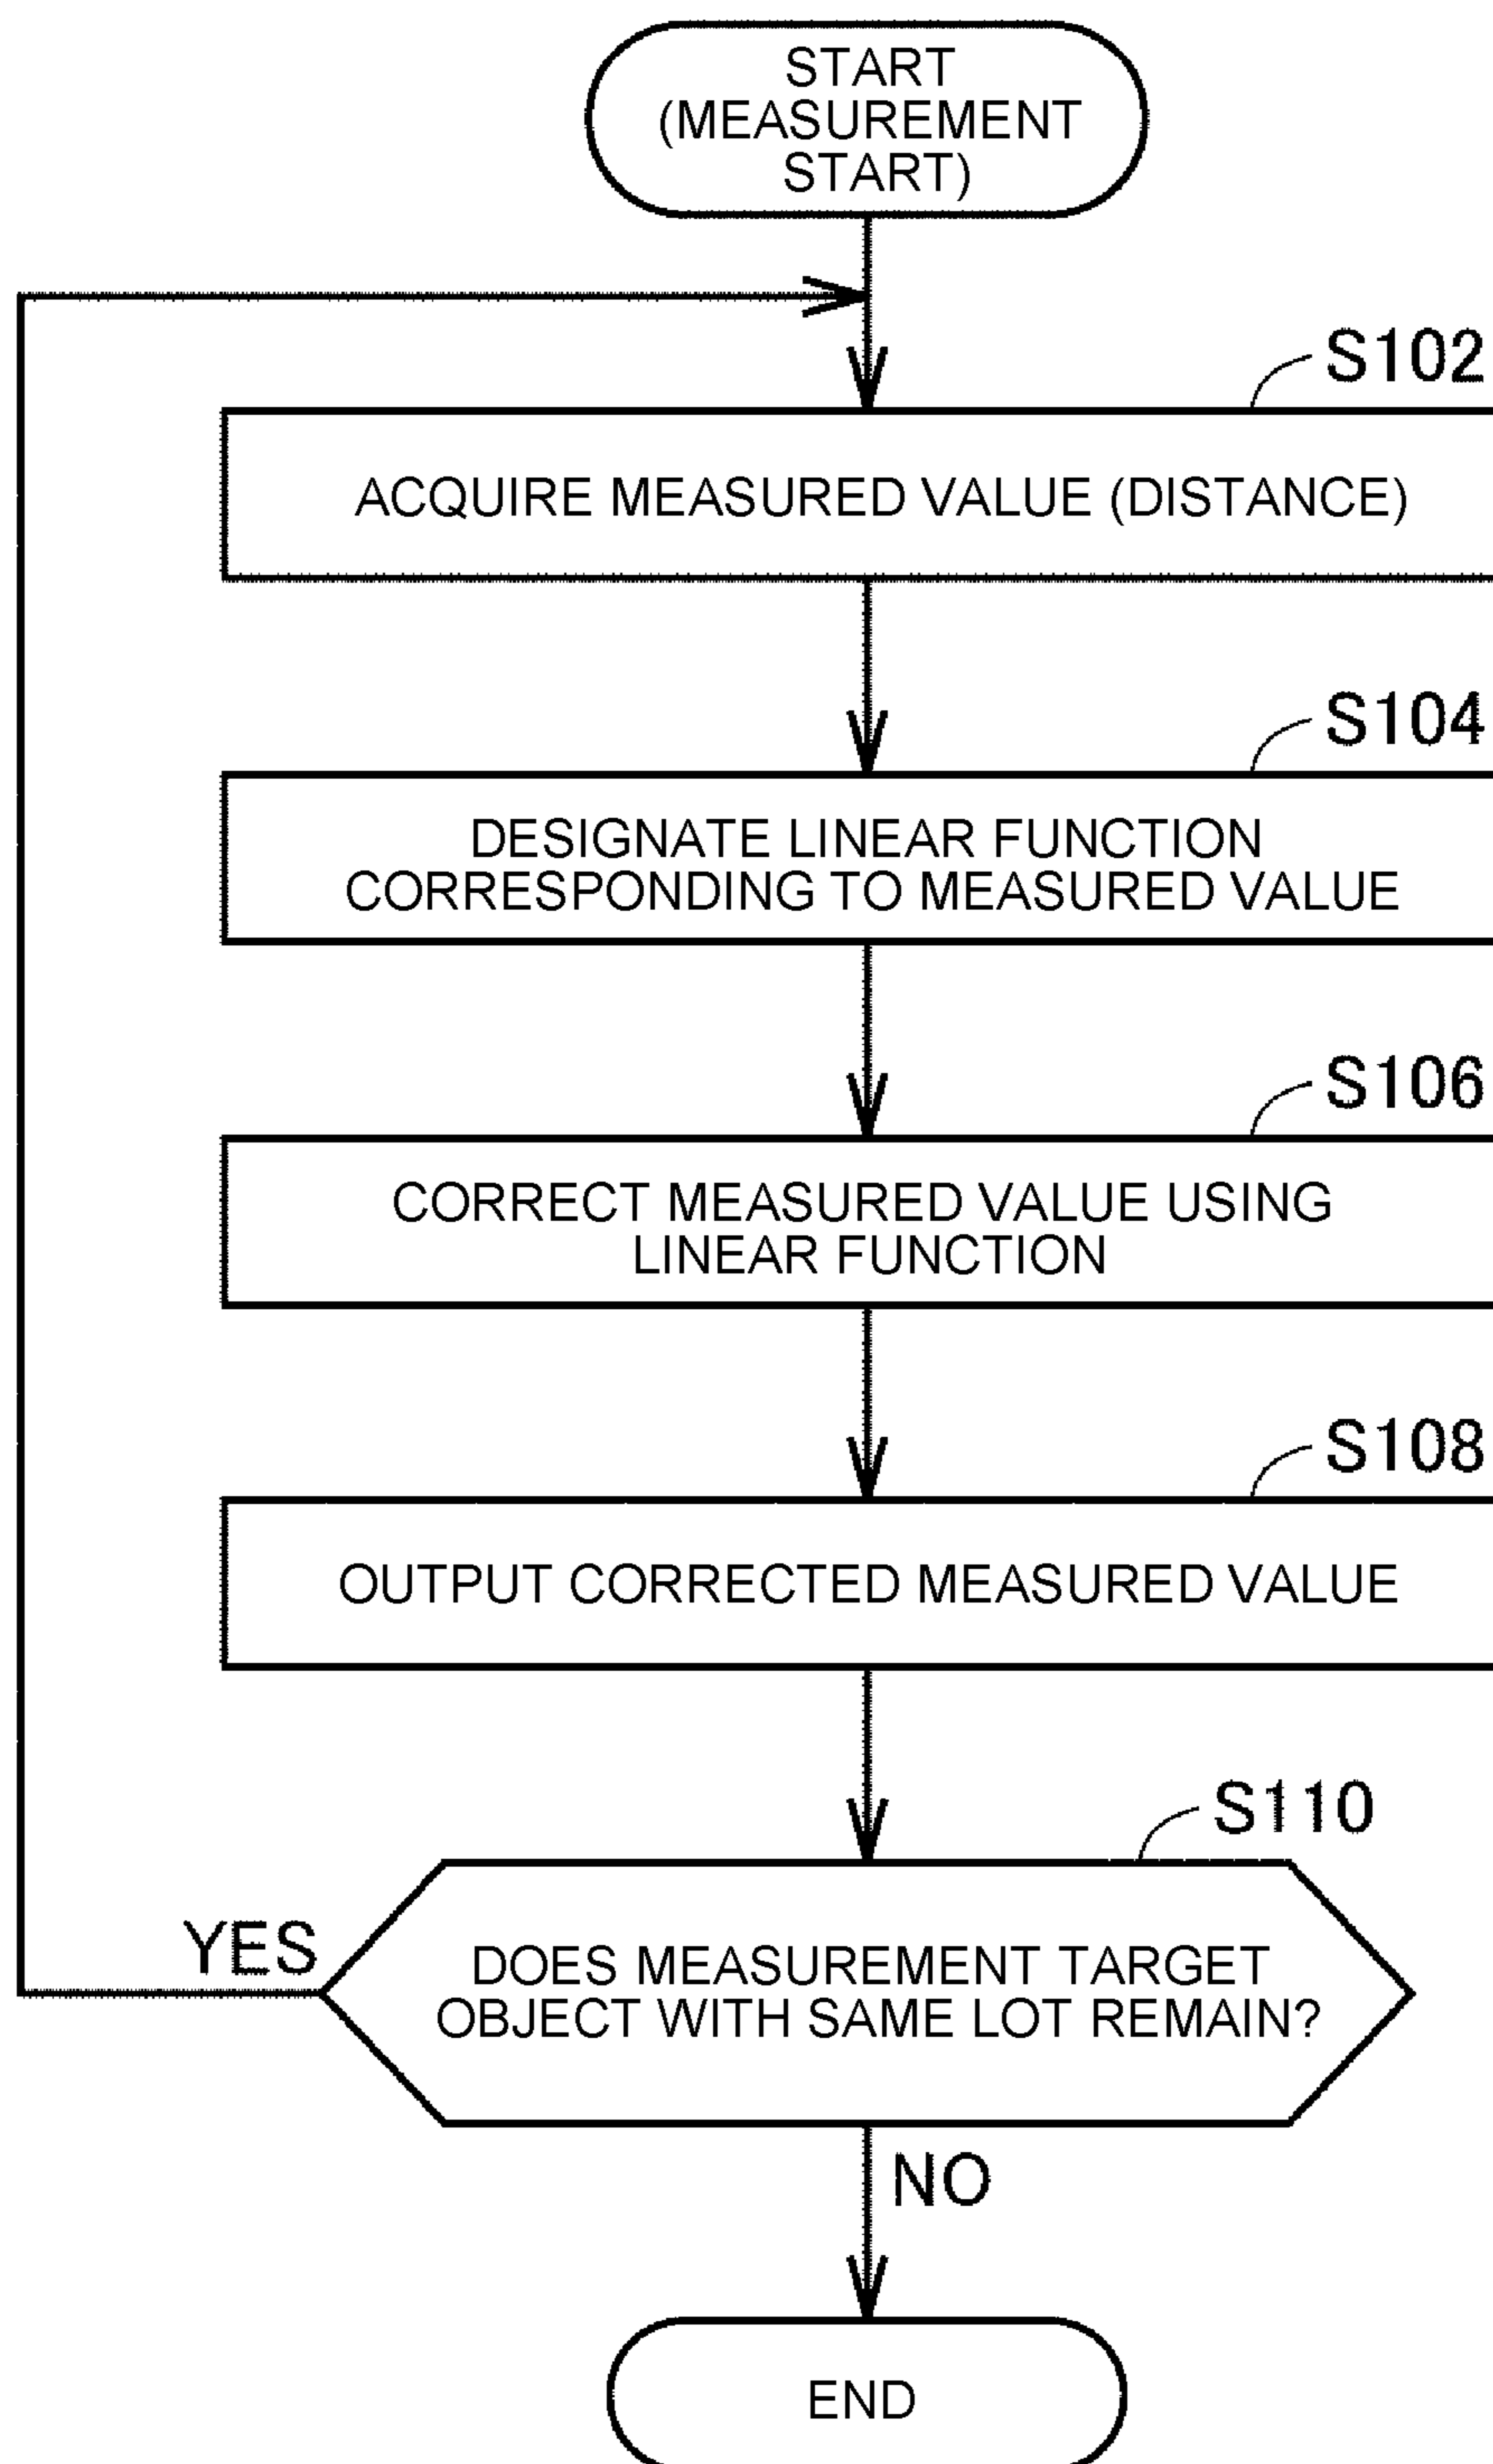 START
(MEASUREMENT
START)
S102
ACQUIRE MEASURED VALUE (DISTANCE)
S104
DESIGNATE LINEAR FUNCTION
CORRESPONDING TO MEASURED VALUE
S106
CORRECT MEASURED VALUE USING
LINEAR FUNCTION
S108
OUTPUT CORRECTED MEASURED VALUE
S110
YES
DOES MEASUREMENT TARGET
OBJECT WITH SAME LOT REMAIN?
NO
END